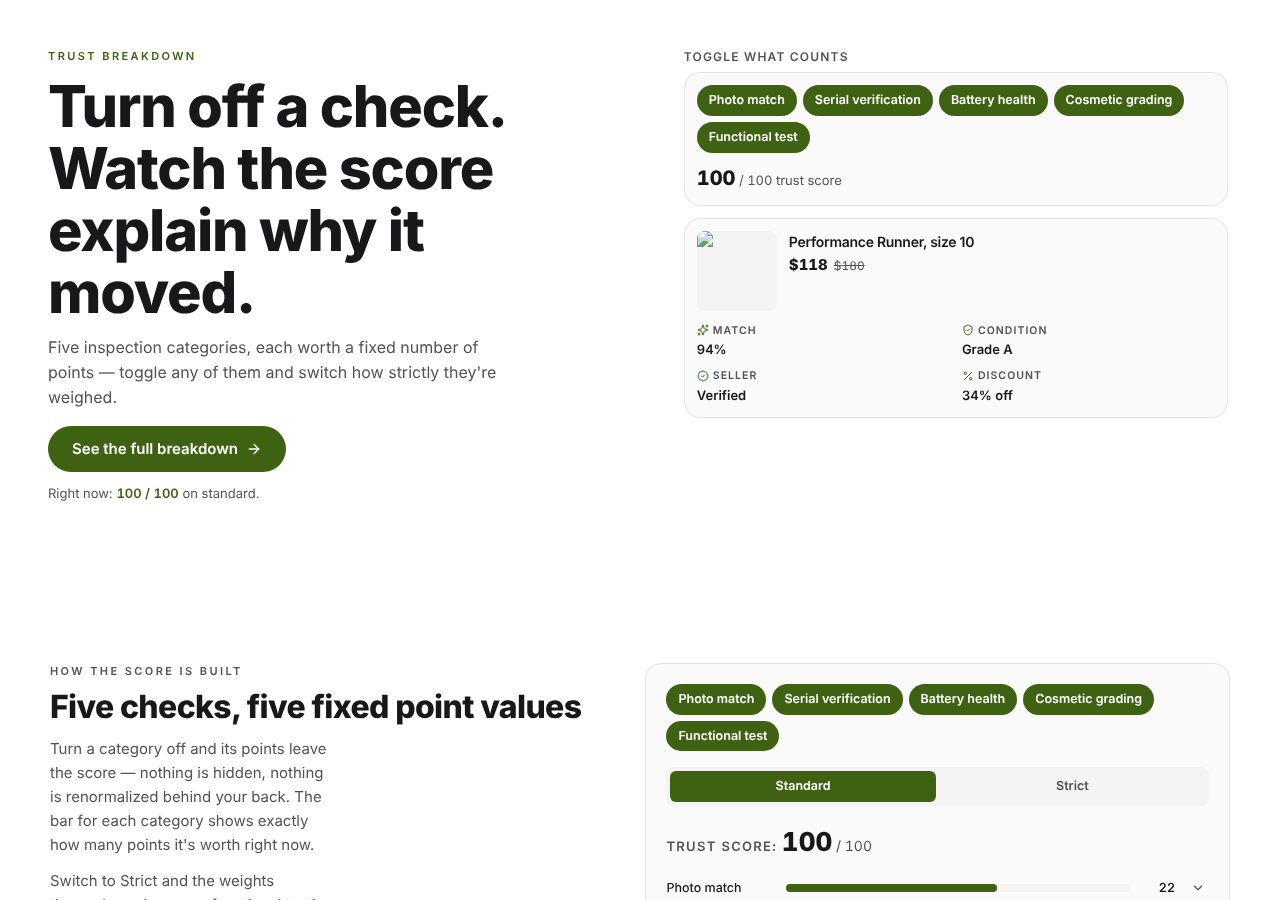 TRUST BREAKDOWN
Turn off a check.
Watch the score
explain why it
moved.
Five inspection categories, each worth a fixed number of
points — toggle any of them and switch how strictly they're
weighed.
See the full breakdown
Right now: 100 / 100 on standard.
TOGGLE WHAT COUNTS
Photo match
Serial verification
Battery health
Cosmetic grading
Functional test
100 / 100 trust score
Performance Runner, size 10
$118 $180
MATCH
94%
CONDITION
Grade A
SELLER
Verified
DISCOUNT
34% off
HOW THE SCORE IS BUILT
Five checks, five fixed point values
Turn a category off and its points leave
the score — nothing is hidden, nothing
is renormalized behind your back. The
bar for each category shows exactly
how many points it's worth right now.
Switch to Strict and the weights
Photo match
Serial verification
Battery health
Cosmetic grading
Functional test
Standard
Strict
TRUST SCORE: 100 / 100
Photo match
22